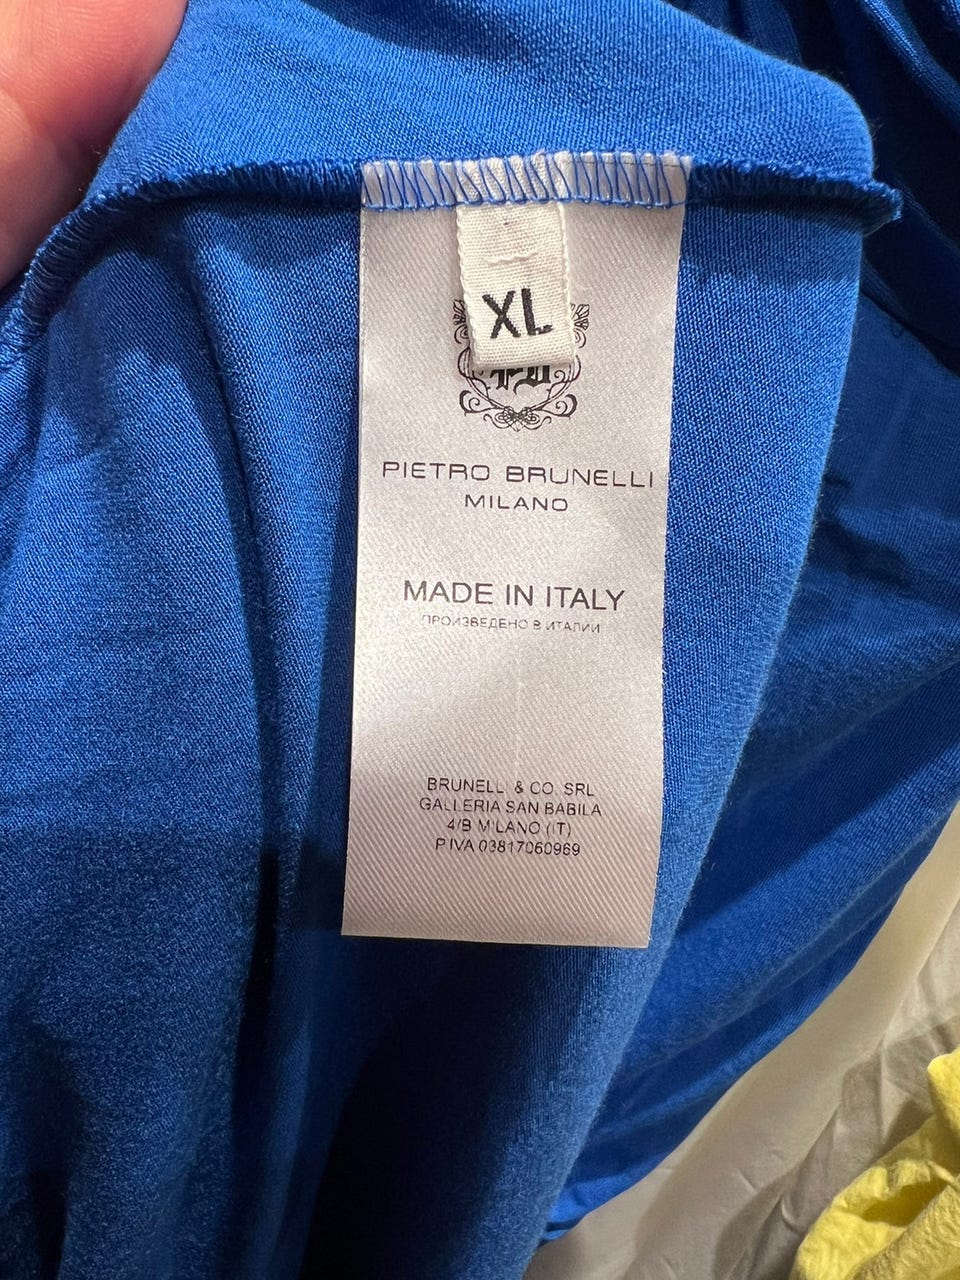 XL
PIETRO BRUNELLI
MILANO
MADE IN ITALY
ПРОИЗВЕДЕНО В ИТАЛИИ
BRUNELLI & CO. SRL
GALLERIA SAN BABILA
4/B MILANO (IT)
P.IVA 03817060969